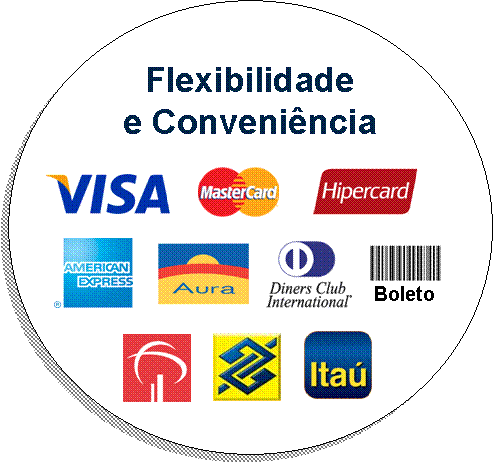 Flexibilidade
e Conveniência
VISA
MasterCard
Hipercard
AMERICAN
EXPRESS
®
Aura
Diners Club
International®
Boleto
Itaú